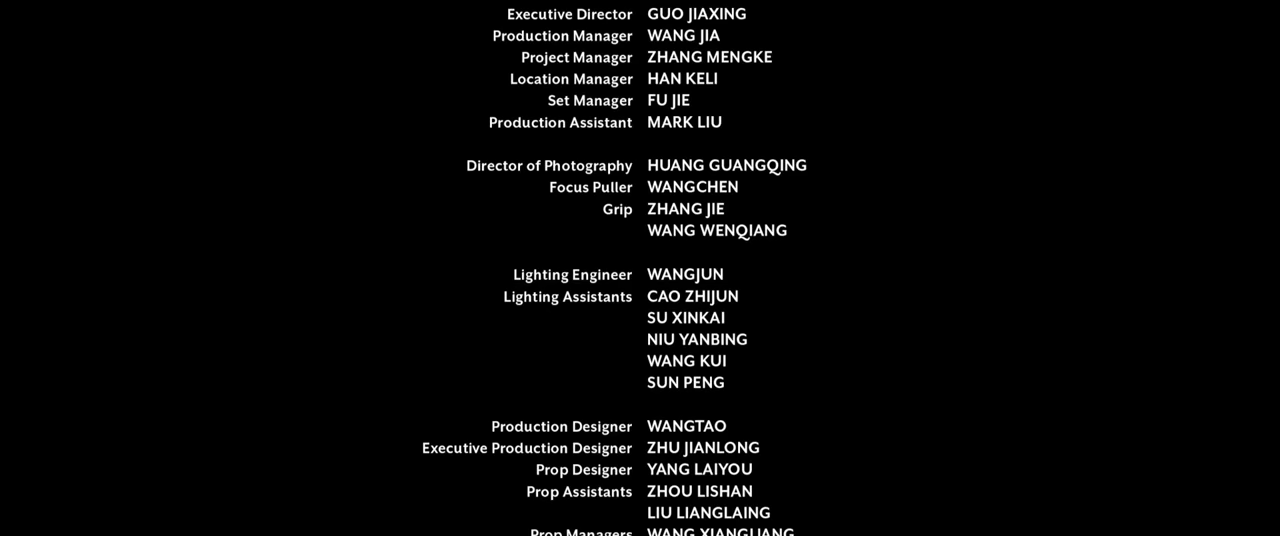 Executive Director GUO JIAXING
Production Manager WANG JIA
Project Manager ZHANG MENGKE
Location Manager HAN KELI
Set Manager FU JIE
Production Assistant MARK LIU
Director of Photography HUANG GUANGQING
Focus Puller WANGCHEN
Grip ZHANG JIE
WANG WENQIANG
Lighting Engineer WANGJUN
Lighting Assistants CAO ZHIJUN
SU XINKAI
NIU YANBING
WANG KUI
SUN PENG
Production Designer WANGTAO
Executive Production Designer ZHU JIANLONG
Prop Designer YANG LAIYOU
Prop Assistants ZHOU LISHAN
LIU LIANGLAING
Prop Managers WANG